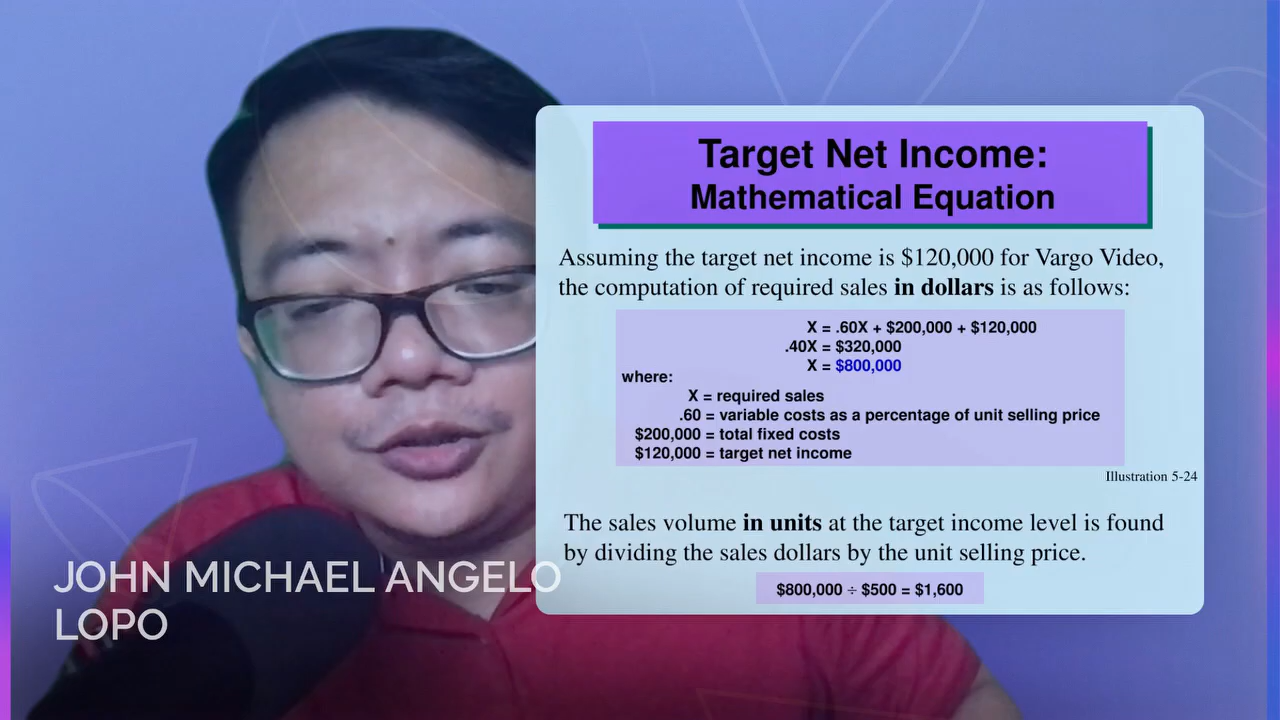 Target Net Income:
Mathematical Equation
Assuming the target net income is $120,000 for Vargo Video,
the computation of required sales in dollars is as follows:
X = .60X + $200,000 + $120,000
.40X = $320,000
X = $800,000
where:
X = required sales
.60 = variable costs as a percentage of unit selling price
$200,000 = total fixed costs
$120,000 = target net income
Illustration 5-24
The sales volume in units at the target income level is found
by dividing the sales dollars by the unit selling price.
$800,000 ÷ $500 = $1,600
JOHN MICHAEL ANGELO
LOPO